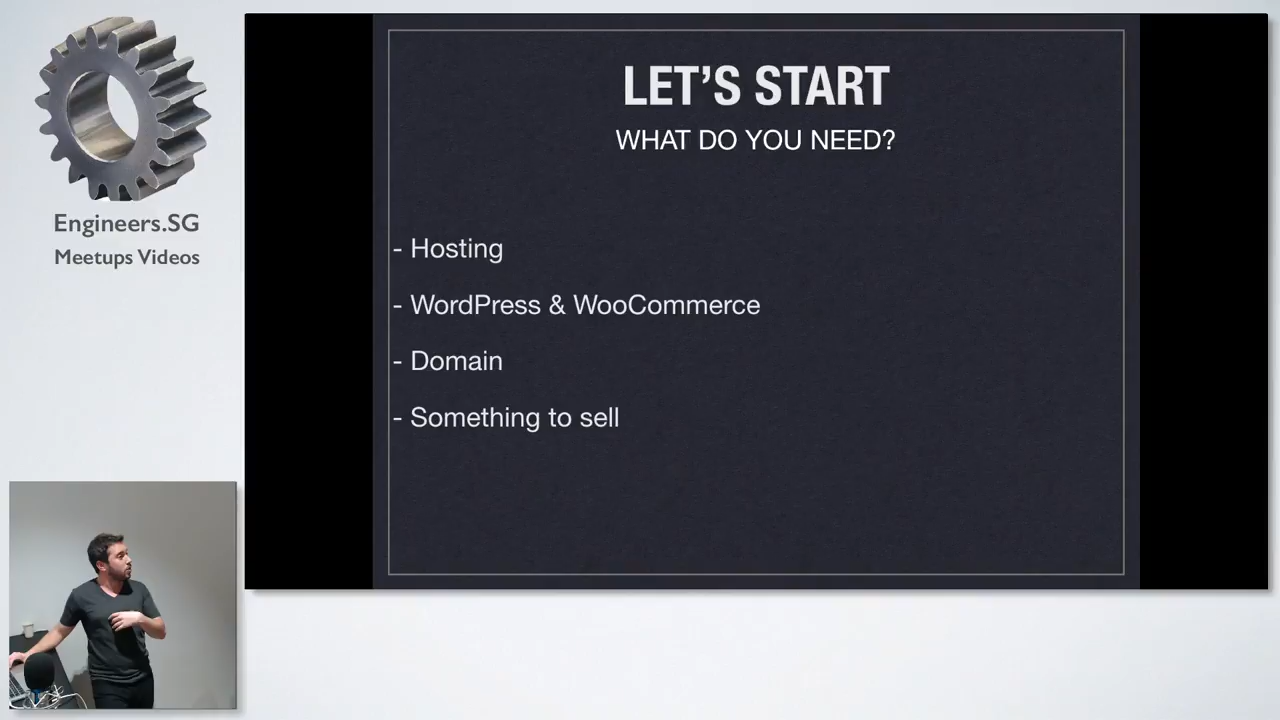 Engineers.SG
Meetups Videos
LET'S START
WHAT DO YOU NEED?
- Hosting
- WordPress & WooCommerce
- Domain
- Something to sell